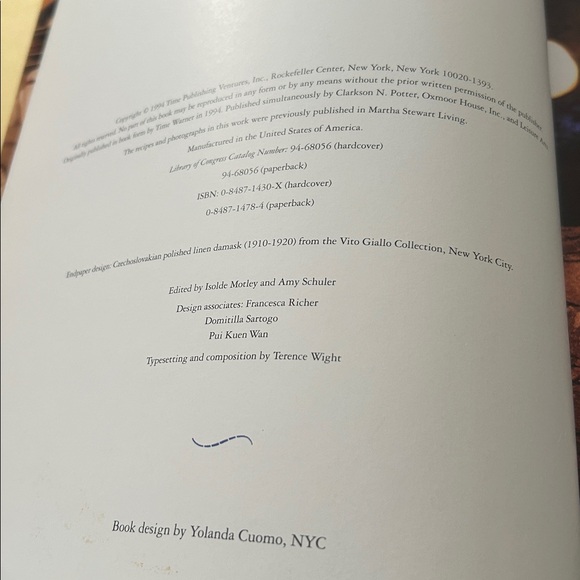 Copyright © 1994 Time Publishing Ventures, Inc., Rockefeller Center, New York, New York 10020-1393.
All rights reserved. No part of this book may be reproduced in any form or by any means without the prior written permission of the publisher.
Originally published in book form by Time Warner in 1994. Published simultaneously by Clarkson N. Potter, Oxmoor House, Inc., and Leisure Arts.
The recipes and photographs in this work were previously published in Martha Stewart Living.
Manufactured in the United States of America.
Library of Congress Catalog Number: 94-68056 (hardcover)
94-68056 (paperback)
ISBN: 0-8487-1430-X (hardcover)
0-8487-1478-4 (paperback)
Endpaper design: Czechoslovakian polished linen damask (1910-1920) from the Vito Giallo Collection, New York City.
Edited by Isolde Motley and Amy Schuler
Design associates: Francesca Richer
Domitilla Sartogo
Pui Kuen Wan
Typesetting and composition by Terence Wight
Book design by Yolanda Cuomo, NYC